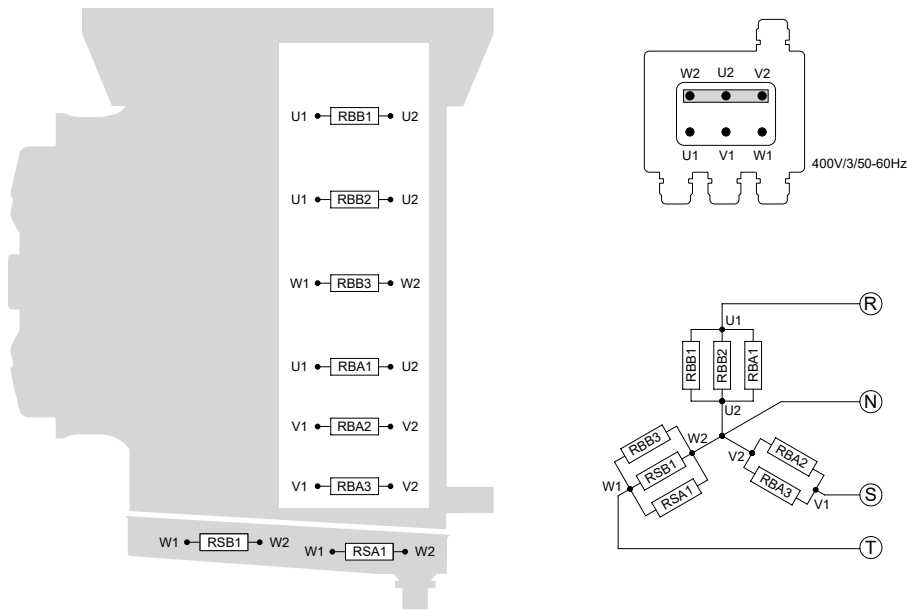 U1 RBB1 U2
U1 RBB2 U2
W1 RBB3 W2
U1 RBA1 U2
V1 RBA2 V2
V1 RBA3 V2
W1 RSB1 W2
W1 RSA1 W2
W2 U2 V2
U1 V1 W1
400V/3/50-60Hz
R
U1
RBB1 RBB2 RBA1
U2
N
RBB3 W2
V2 RBA2
W1 RSB1
RBA3
S
RSA1
V1
T